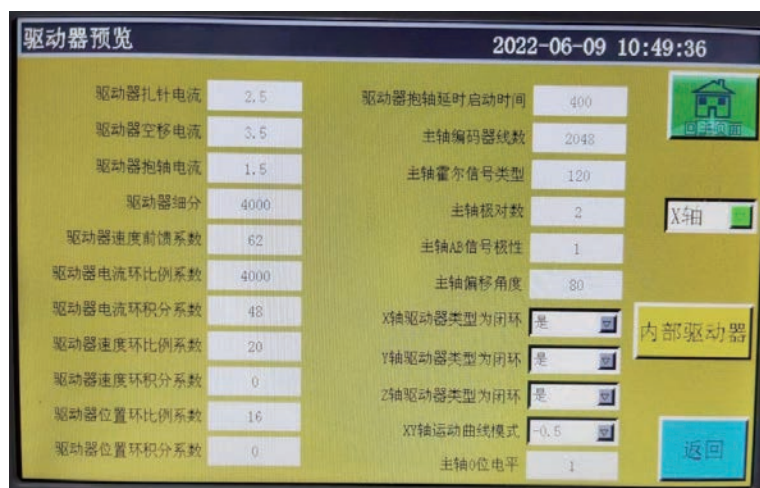 驱动器预览
2022-06-09 10:49:36
驱动器扎针电流 2.5
驱动器空移电流 3.5
驱动器抱轴电流 1.5
驱动器细分 4000
驱动器速度前馈系数 62
驱动器电流环比例系数 4000
驱动器电流环积分系数 48
驱动器速度环比例系数 20
驱动器速度环积分系数 0
驱动器位置环比例系数 16
驱动器位置环积分系数 0
驱动器抱轴延时启动时间 400
主轴编码器线数 2048
主轴霍尔信号类型 120
主轴极对数 2
主轴AB信号极性 1
主轴偏移角度 80
X轴驱动器类型为闭环 是
Y轴驱动器类型为闭环 是
Z轴驱动器类型为闭环 是
XY轴运动曲线模式 -0.5
主轴0位电平 1
回主页面
X轴
内部驱动器
返回